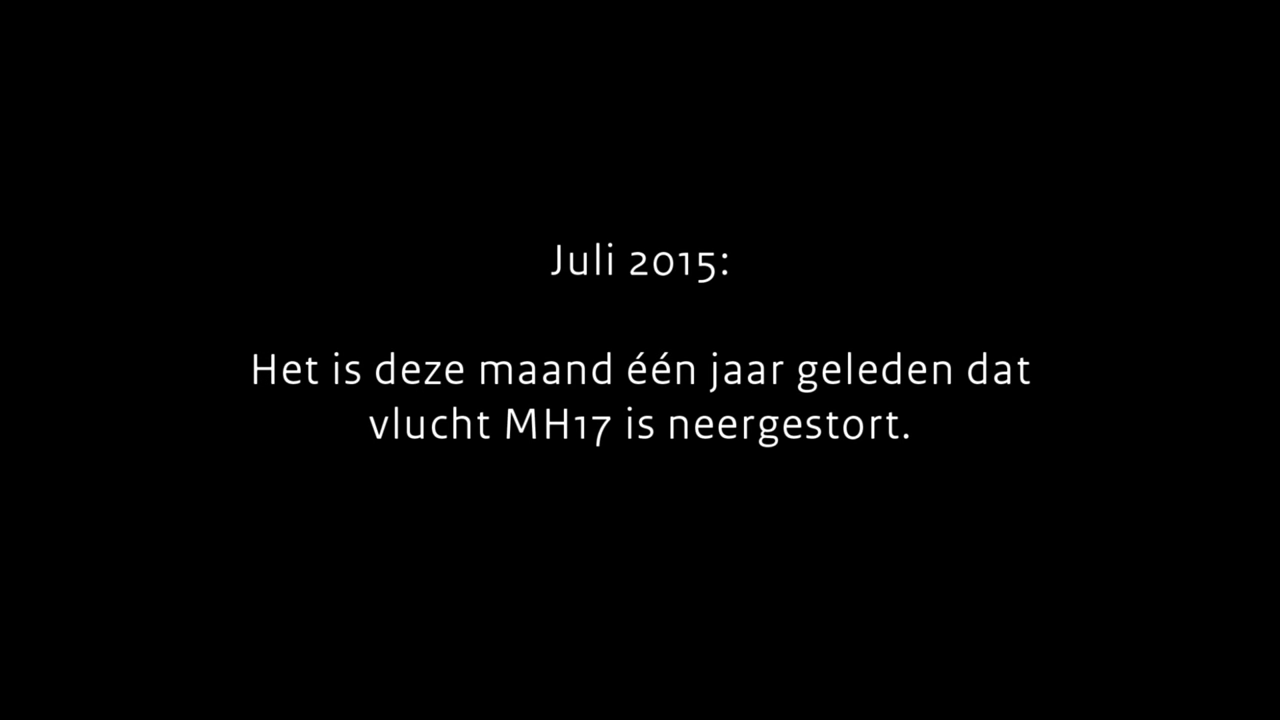 Juli 2015:
Het is deze maand één jaar geleden dat
vlucht MH17 is neergestort.